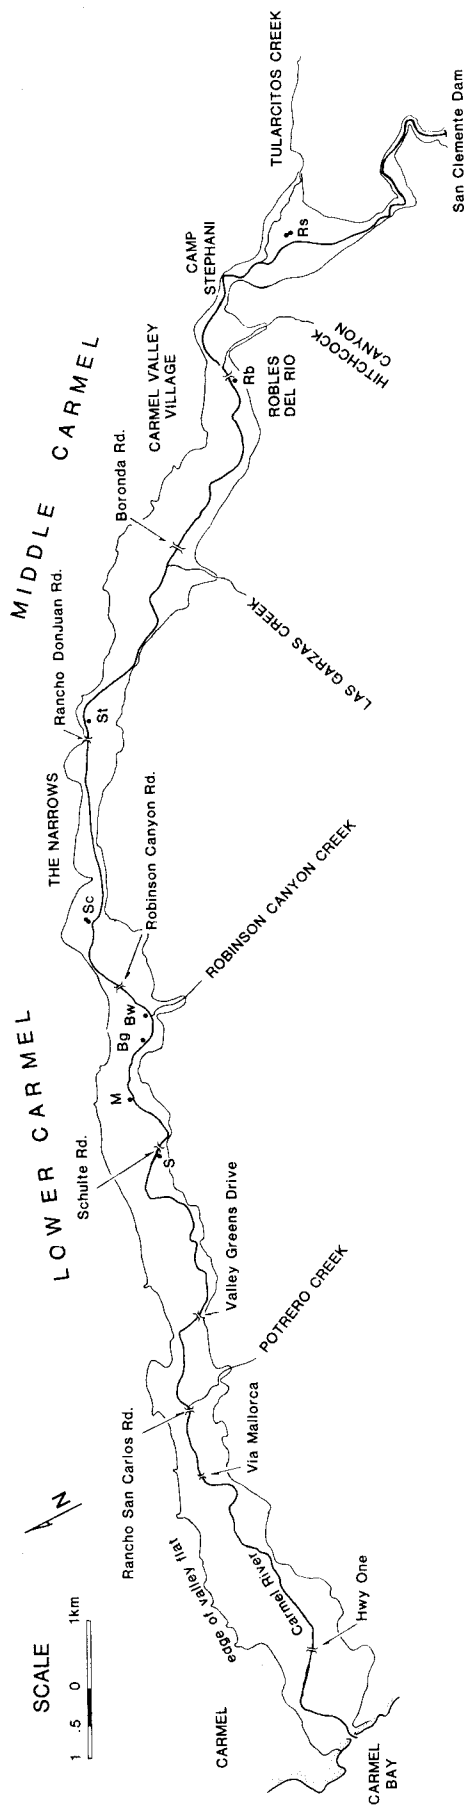 SCALE
1 .5 0 1km
N
LOWER CARMEL
MIDDLE CARMEL
CARMEL
CARMEL
BAY
edge of valley flat
Carmel River
Hwy One
Rancho San Carlos Rd.
Via Mallorca
POTRERO CREEK
Valley Greens Drive
Schulte Rd.
S
M
Bg
Bw
ROBINSON CANYON CREEK
Robinson Canyon Rd.
Sc
THE NARROWS
Rancho DonJuan Rd.
St
LAS GARZAS CREEK
Boronda Rd.
CARMEL VALLEY
VILLAGE
Rb
ROBLES
DEL RIO
HITCHCOCK
CANYON
CAMP
STEPHANI
Rs
TULARCITOS CREEK
San Clemente Dam